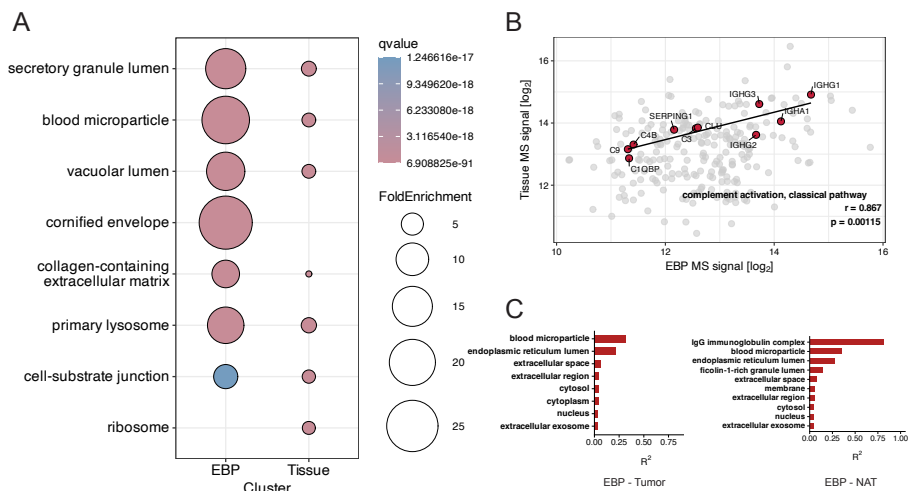 A
secretory granule lumen
blood microparticle
vacuolar lumen
cornified envelope
collagen-containing
extracellular matrix
primary lysosome
cell-substrate junction
ribosome
EBP
Tissue
Cluster
qvalue
1.246616e-17
9.349620e-18
6.233080e-18
3.116540e-18
6.908825e-91
FoldEnrichment
5
10
15
20
25
B
Tissue MS signal [log₂]
16
14
12
10
12
14
16
EBP MS signal [log₂]
IGHG1
IGHG3
IGHA1
SERPING1
CLU
C4B
C3
IGHG2
C9
C1QBP
complement activation, classical pathway
r = 0.867
p = 0.00115
C
blood microparticle
endoplasmic reticulum lumen
extracellular space
extracellular region
cytosol
cytoplasm
nucleus
extracellular exosome
0.00 0.25 0.50 0.75
R²
EBP - Tumor
IgG immunoglobulin complex
blood microparticle
endoplasmic reticulum lumen
ficolin-1-rich granule lumen
extracellular space
membrane
extracellular region
cytosol
nucleus
extracellular exosome
0.00 0.25 0.50 0.75 1.00
R²
EBP - NAT